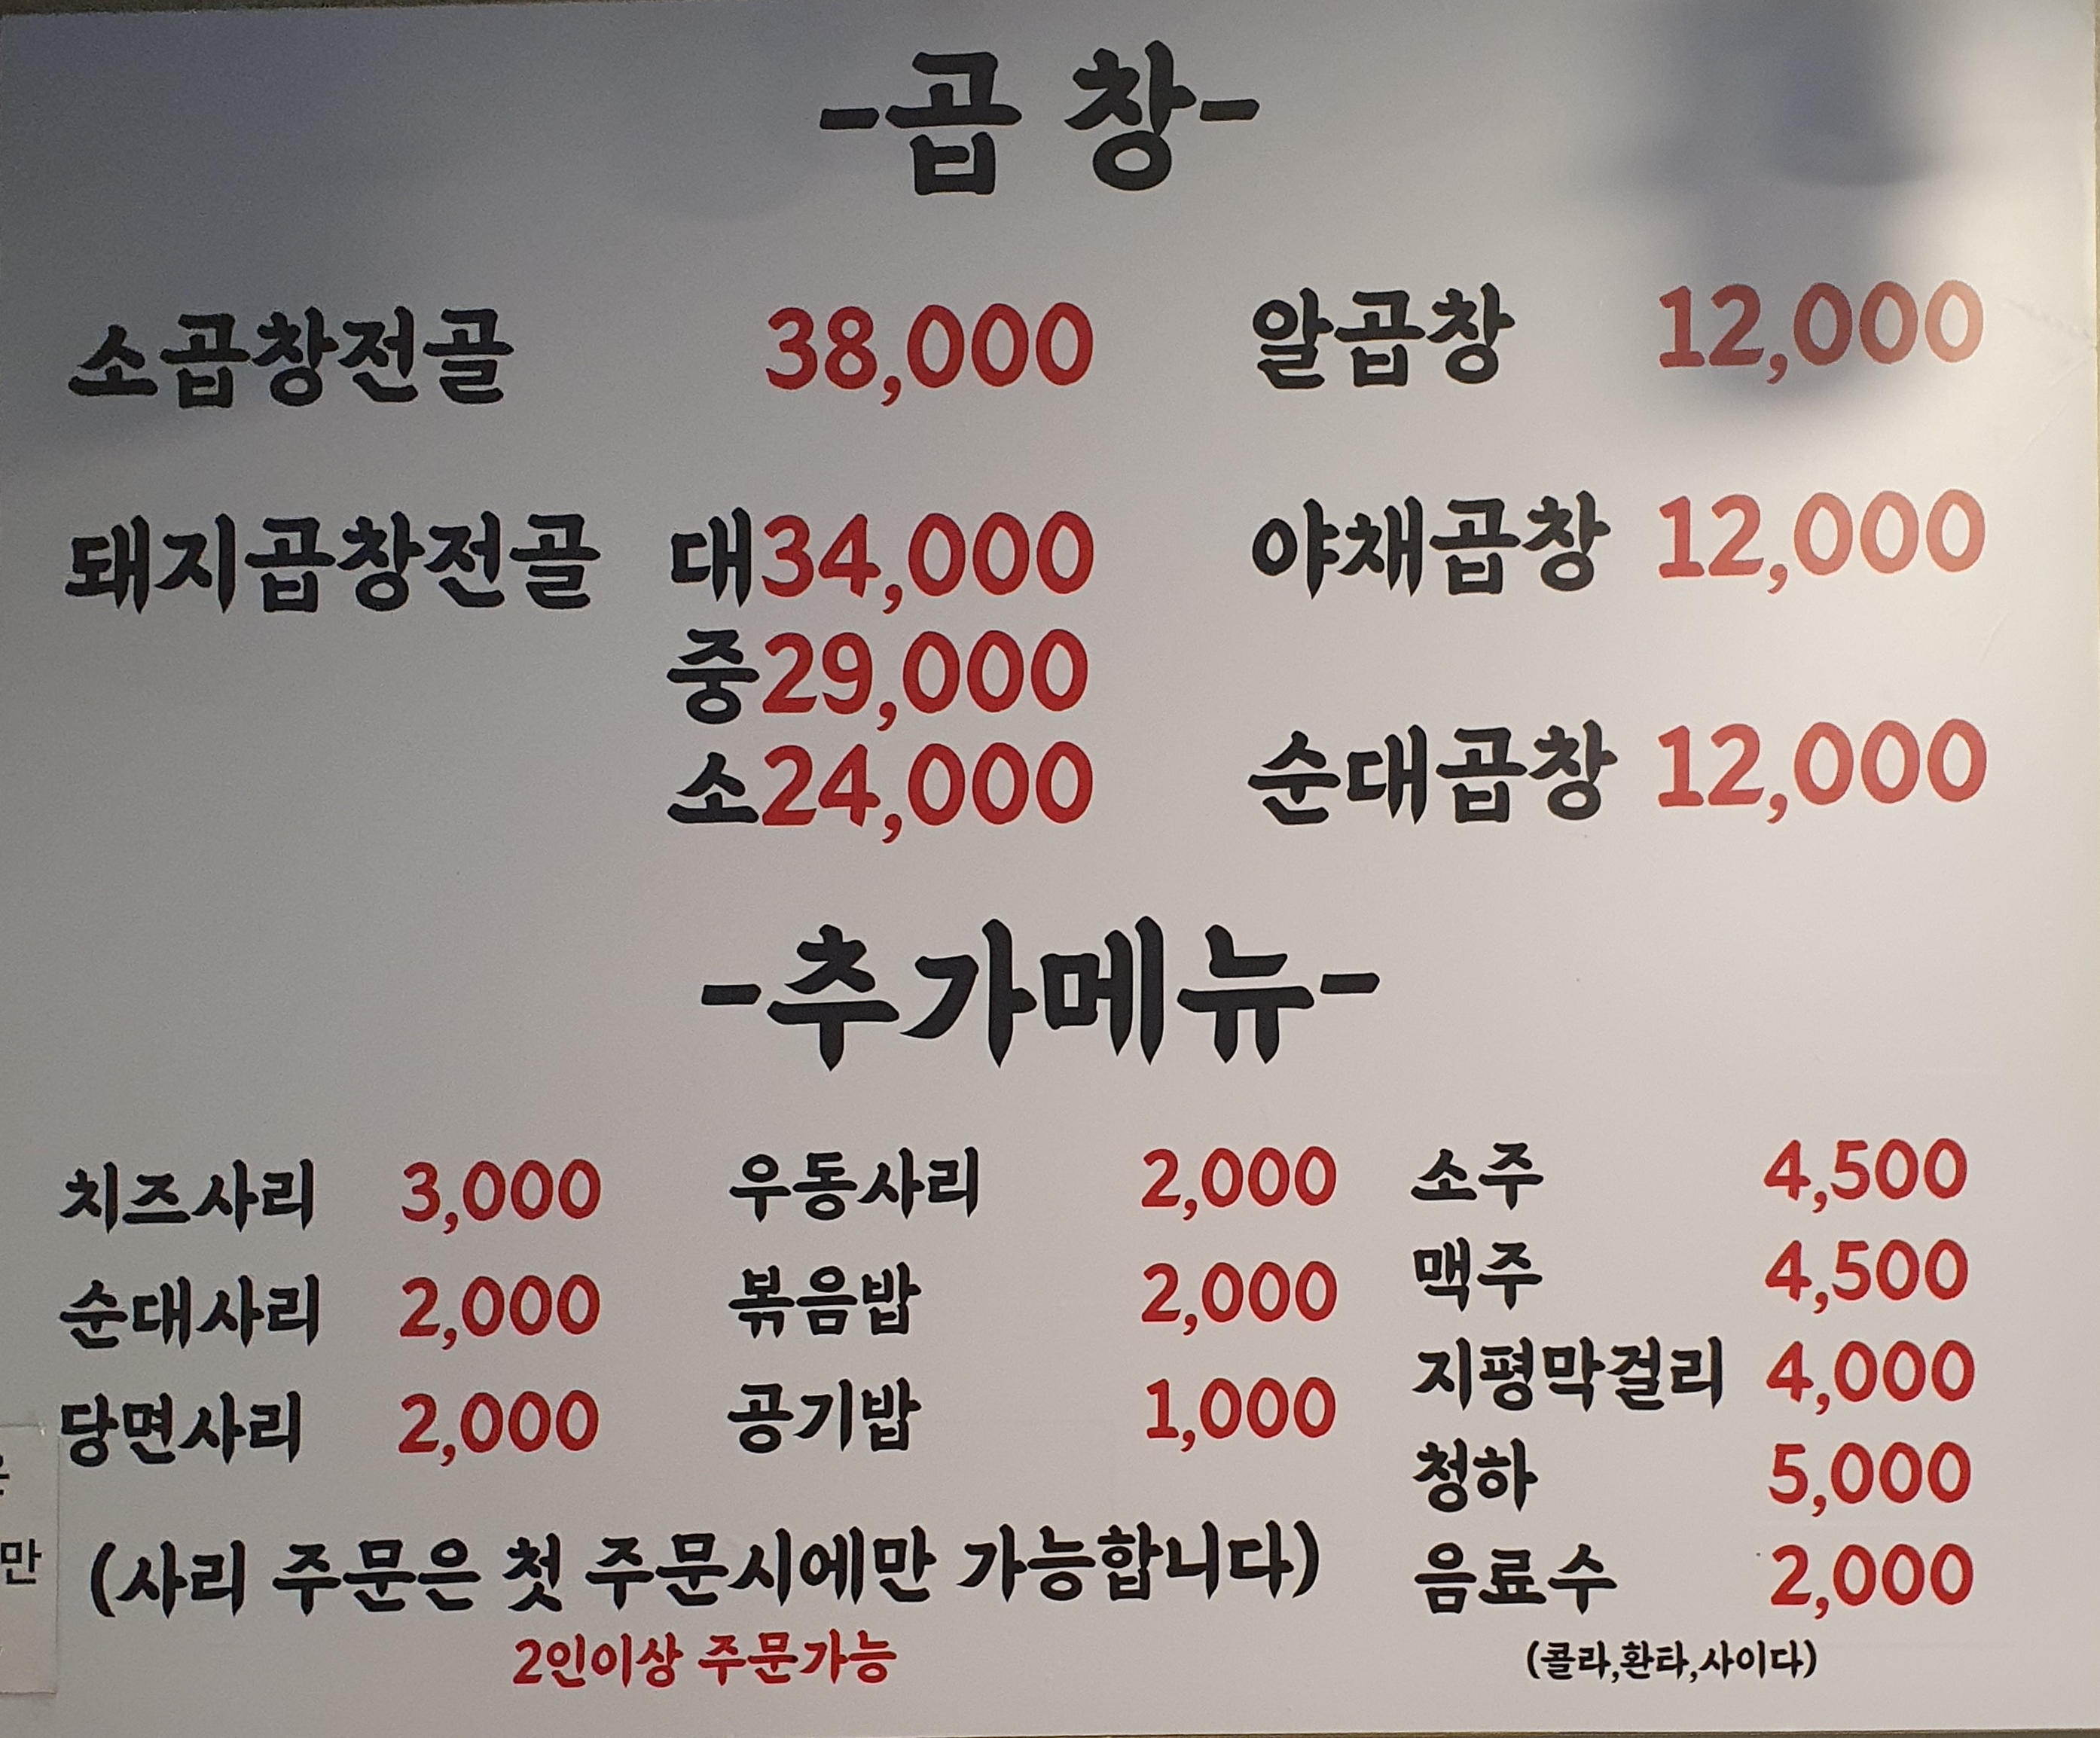 -곱 창-
소곱창전골 38,000 알곱창 12,000
돼지곱창전골 대34,000 야채곱창 12,000
중29,000
소24,000 순대곱창 12,000
-추가메뉴-
치즈사리 3,000 우동사리 2,000 소주 4,500
순대사리 2,000 볶음밥 2,000 맥주 4,500
지평막걸리 4,000
당면사리 2,000 공기밥 1,000
청하 5,000
(사리 주문은 첫 주문시에만 가능합니다) 음료수 2,000
만
2인이상 주문가능 (콜라,환타,사이다)